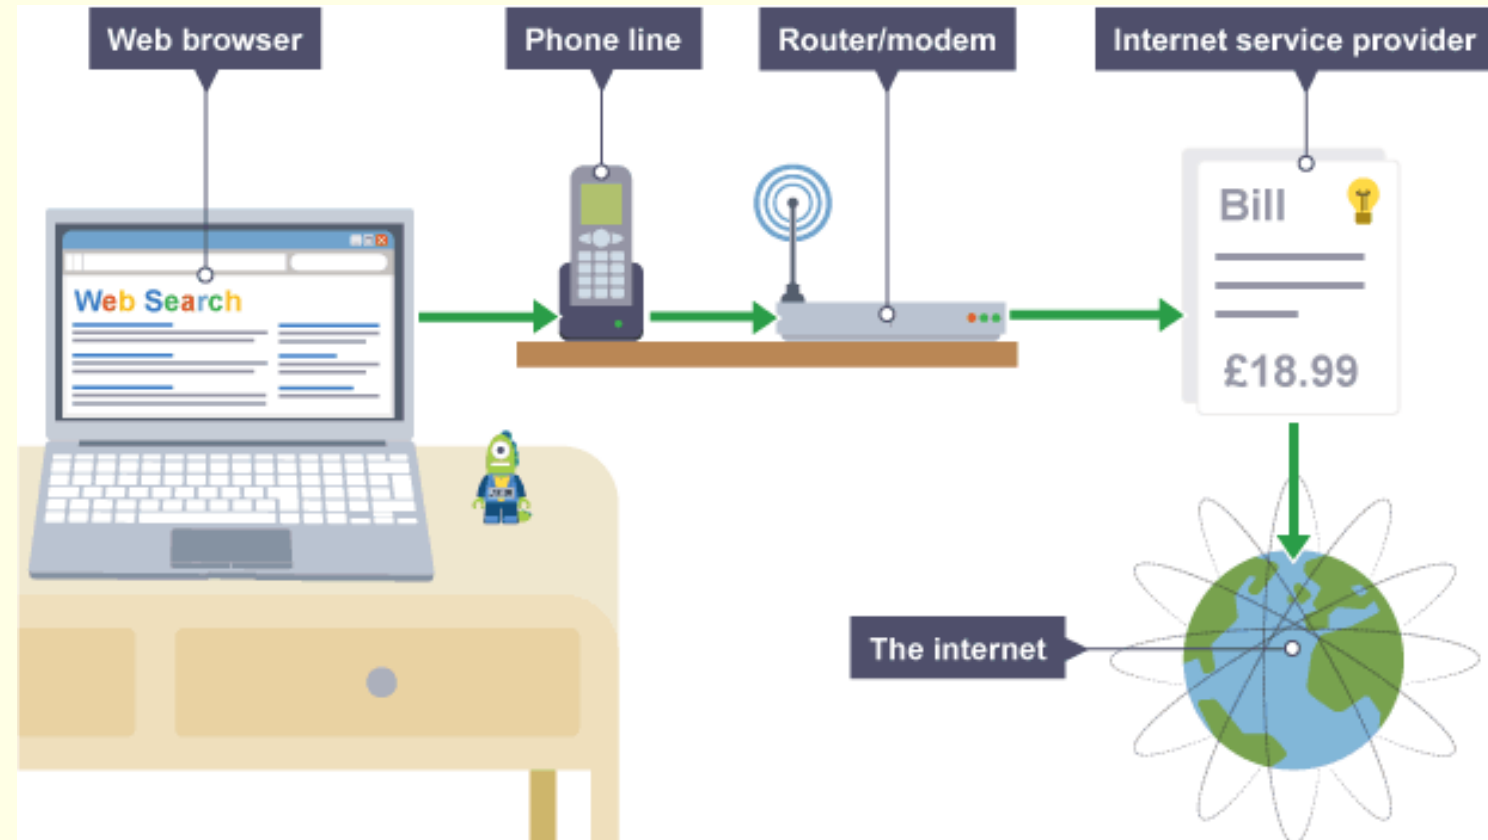 Web browser
Phone line
Router/modem
Internet service provider
Web Search
Bill
£18.99
The internet